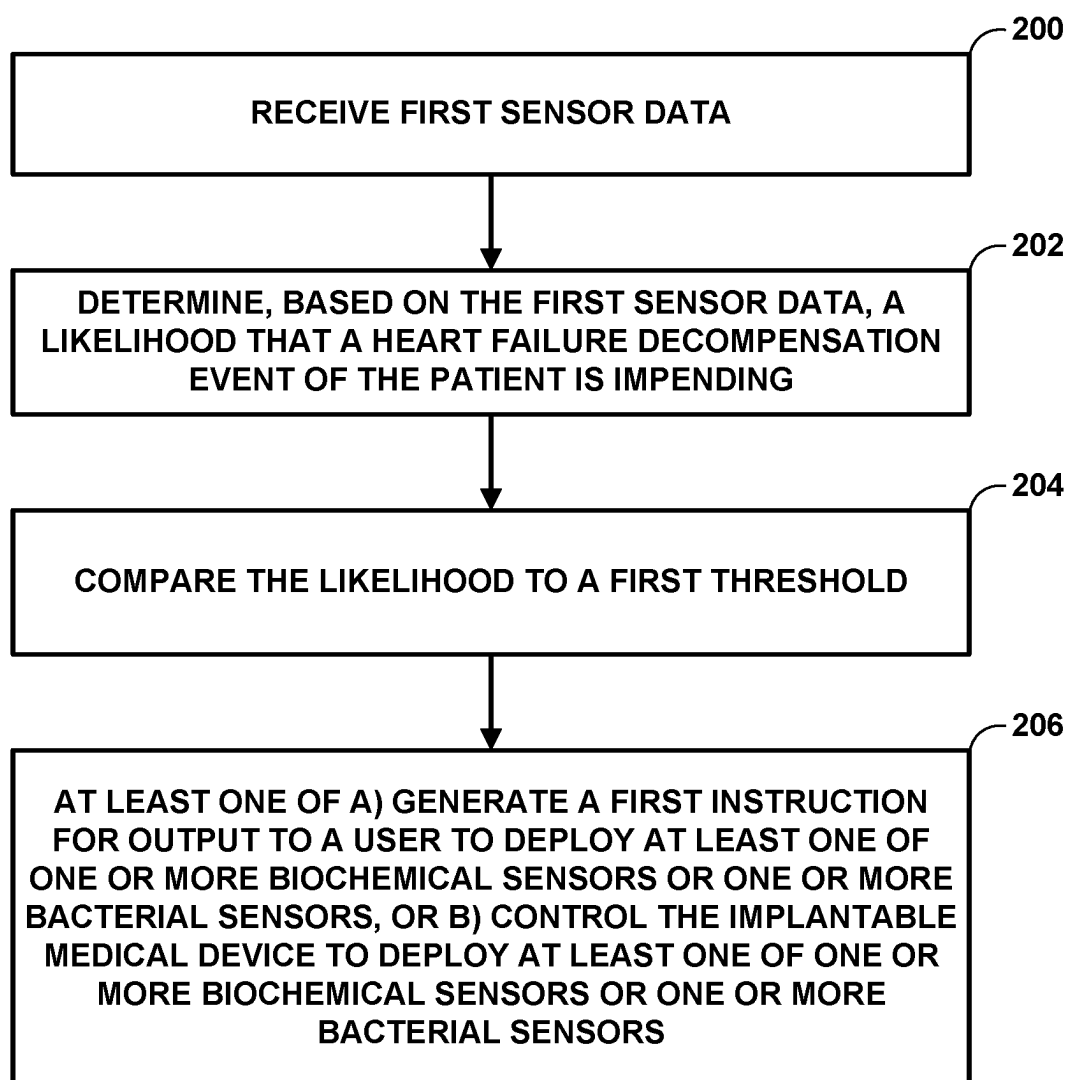 200
RECEIVE FIRST SENSOR DATA
202
DETERMINE, BASED ON THE FIRST SENSOR DATA, A
LIKELIHOOD THAT A HEART FAILURE DECOMPENSATION
EVENT OF THE PATIENT IS IMPENDING
204
COMPARE THE LIKELIHOOD TO A FIRST THRESHOLD
206
AT LEAST ONE OF A) GENERATE A FIRST INSTRUCTION
FOR OUTPUT TO A USER TO DEPLOY AT LEAST ONE OF
ONE OR MORE BIOCHEMICAL SENSORS OR ONE OR MORE
BACTERIAL SENSORS, OR B) CONTROL THE IMPLANTABLE
MEDICAL DEVICE TO DEPLOY AT LEAST ONE OF ONE OR
MORE BIOCHEMICAL SENSORS OR ONE OR MORE
BACTERIAL SENSORS